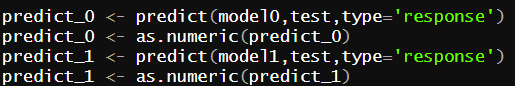 predict_0 <- predict(model0,test,type='response')
predict_0 <- as.numeric(predict_0)
predict_1 <- predict(model1,test,type='response')
predict_1 <- as.numeric(predict_1)